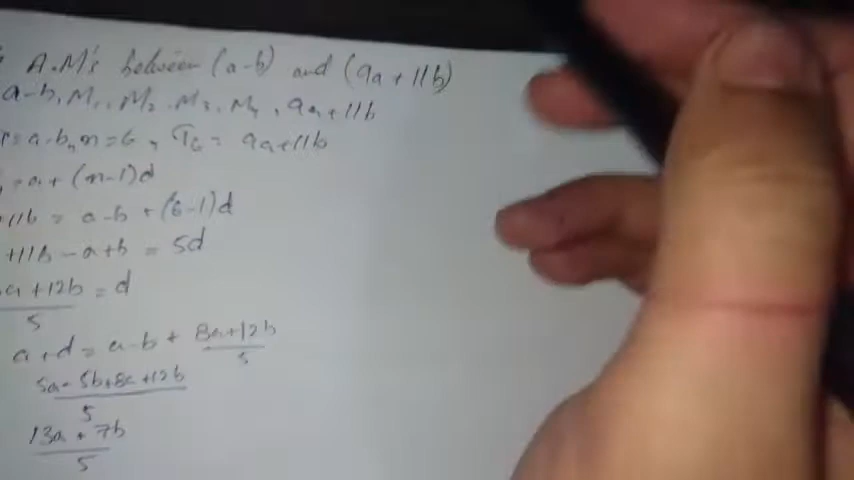 A.M's between (a-b) and (9a+11b)
a-b, M₁, M₂, M₃, M₄, 9a+11b
= a-b, n=6, T₆ = 9a+11b
= a + (n-1)d
+11b = a-b + (6-1)d
+11b - a+b = 5d
a+12b / 5 = d
a+d = a-b + 8a+12b / 5
5a - 5b+8a+12b / 5
13a + 7b / 5